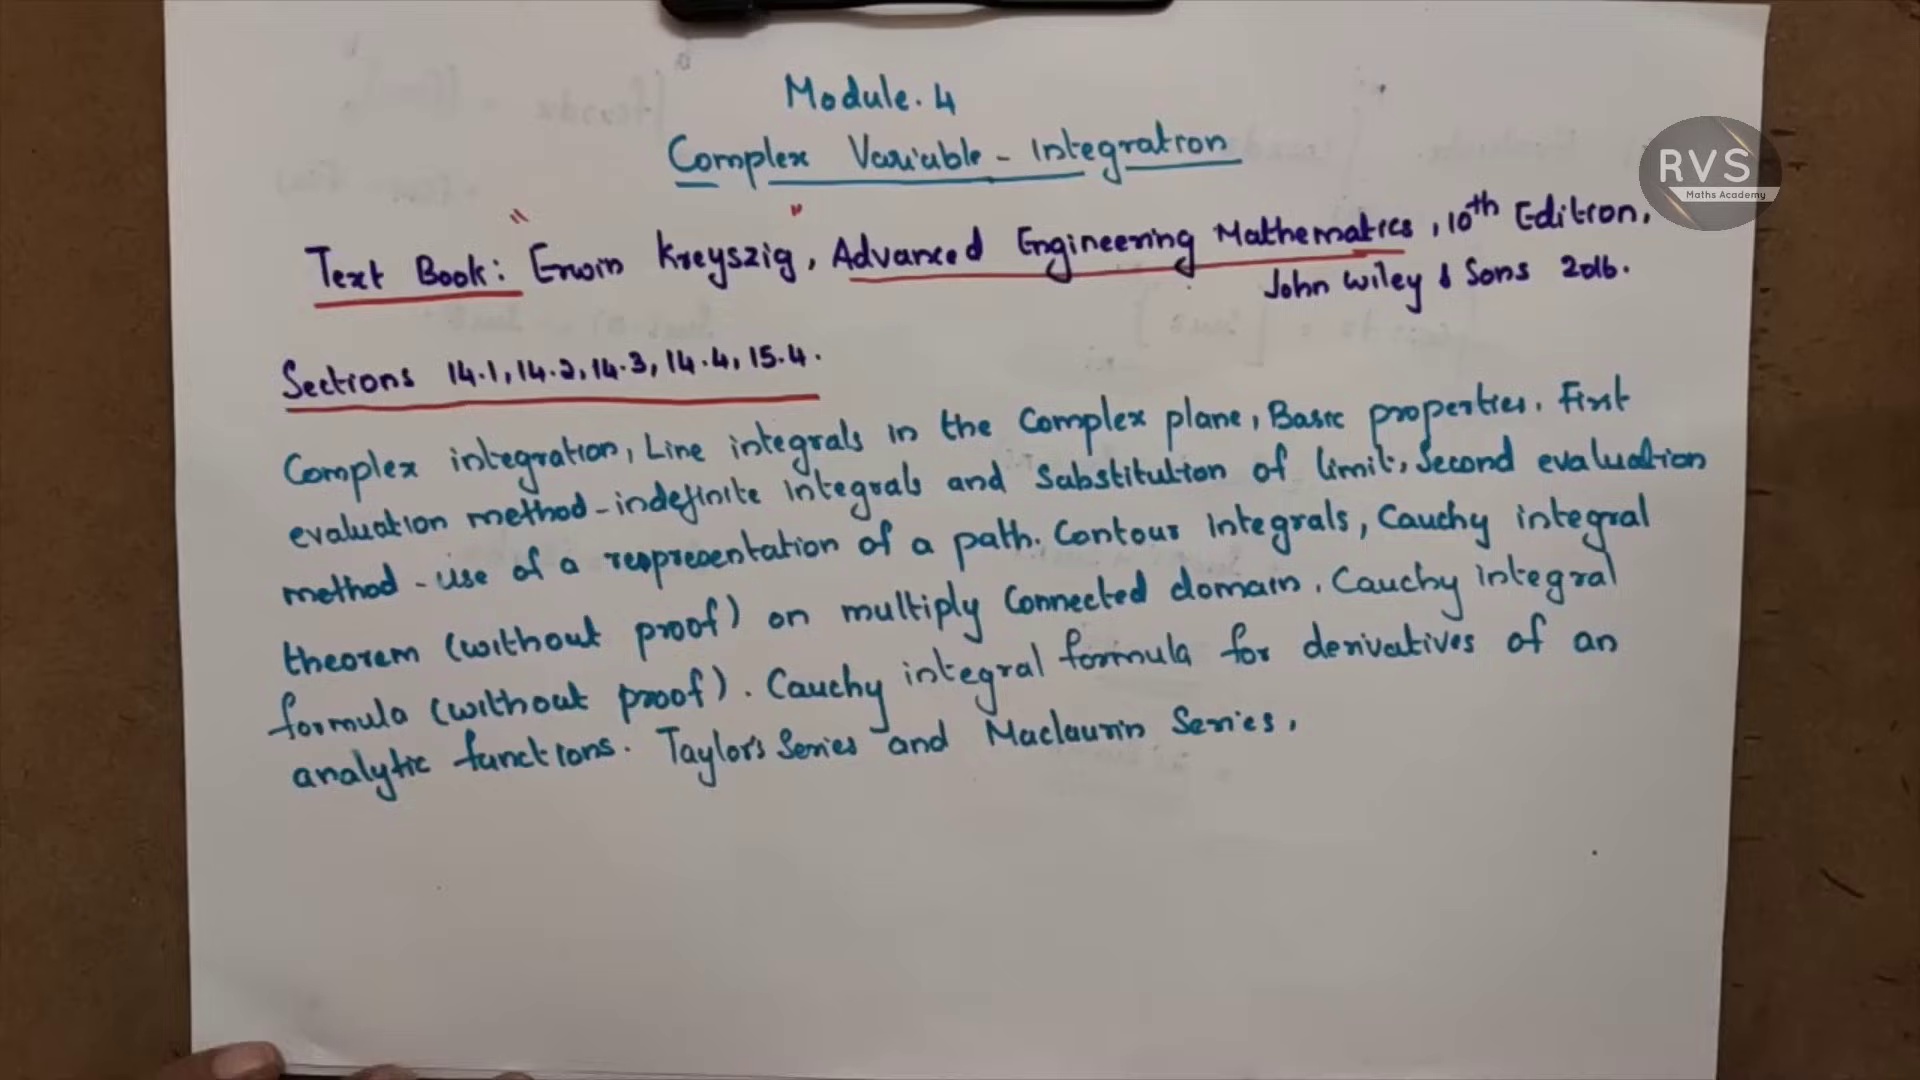 Module. 4
Complex Variable - Integration
RVS
Maths Academy
Text Book: Erwin Kreyszig, Advanced Engineering Mathematics, 10th Edition,
John Wiley & Sons 2016.
Sections 14.1, 14.2, 14.3, 14.4, 15.4.
Complex integration, Line integrals in the Complex plane, Basic properties. First
evaluation method - indefinite integrals and substitution of limit, Second evaluation
method - use of a representation of a path. Contour integrals, Cauchy integral
theorem (without proof) on multiply Connected domain. Cauchy integral
formula (without proof). Cauchy integral formula for derivatives of an
analytic functions. Taylor's Series and Maclaurin Series.